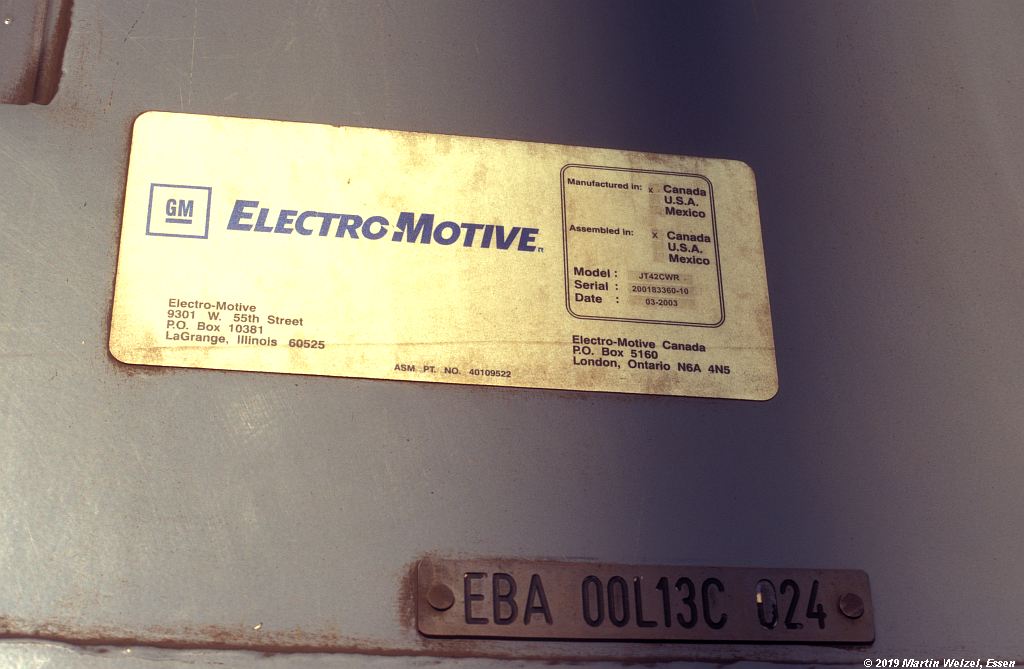 GM
ELECTRO-MOTIVE
Manufactured in: x Canada
U.S.A.
Mexico
Assembled in: x Canada
U.S.A.
Mexico
Model : JT42CWR
Serial : 200183360-10
Date : 03-2003
Electro-Motive
9301 W. 55th Street
P.O. Box 10381
LaGrange, Illinois 60525
Electro-Motive Canada
P.O. Box 5160
London, Ontario N6A 4N5
ASM. PT. NO. 40109522
EBA 00L13C 024
© 2019 Martin Welzel, Essen